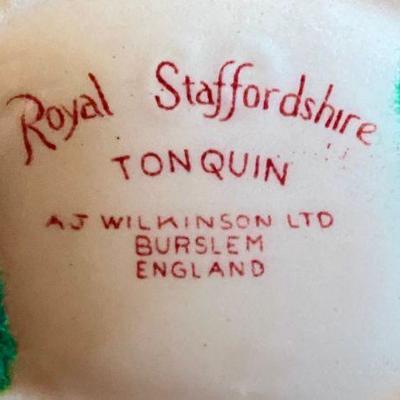 Royal Staffordshire
TONQUIN
AJ WILKINSON LTD
BURSLEM
ENGLAND